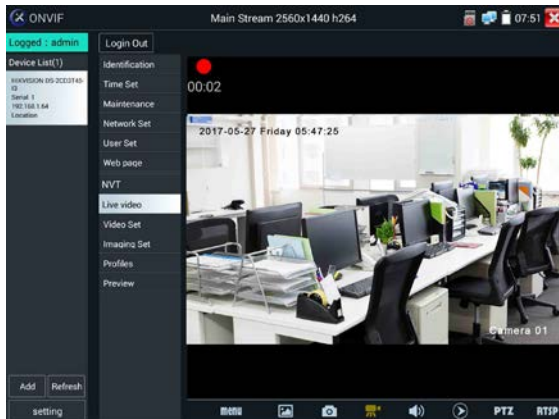 ONVIF
Main Stream 2560x1440 h264
07:51
Logged : admin
Login Out
Device List(1)
HIKVISION DS-2CD3T45-
I3
Serial 1
192.168.1.64
Location
Identification
Time Set
Maintenance
Network Set
User Set
Web page
NVT
Live video
Video Set
Imaging Set
Profiles
Preview
00:02
2017-05-27 Friday 05:47:25
Camera 01
Add
Refresh
setting
menu
PTZ
RTSP